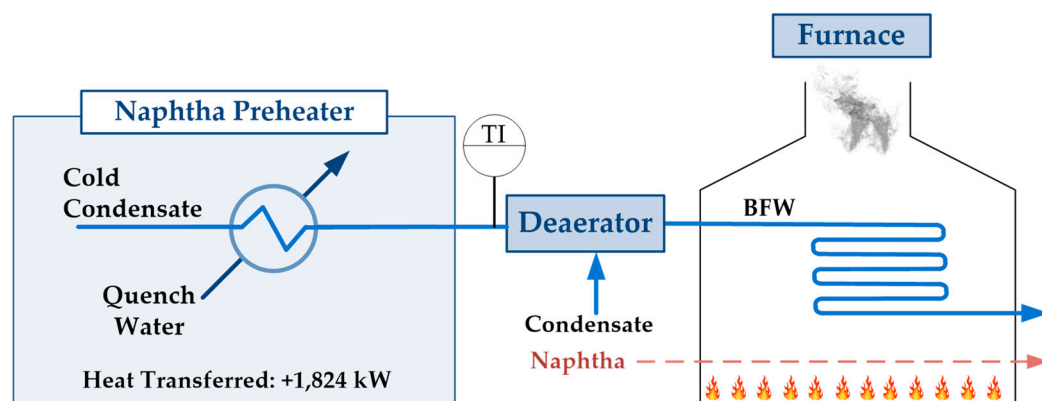 Furnace
Naphtha Preheater
TI
Cold
Condensate
BFW
Deaerator
Quench
Water
Condensate
Naphtha
Heat Transferred: +1,824 kW